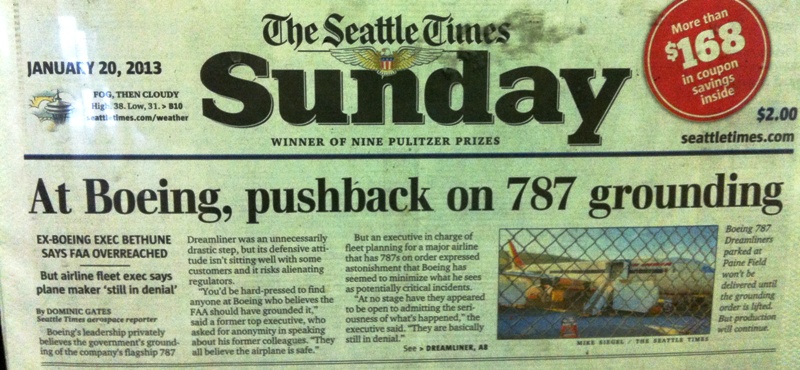 The Seattle Times
Sunday
WINNER OF NINE PULITZER PRIZES
JANUARY 20, 2013
FOG, THEN CLOUDY
High, 38. Low, 31. > B10
seattletimes.com/weather
More than
$168
in coupon
savings
inside
$2.00
seattletimes.com
At Boeing, pushback on 787 grounding
EX-BOEING EXEC BETHUNE
SAYS FAA OVERREACHED
But airline fleet exec says
plane maker ‘still in denial’
By DOMINIC GATES
Seattle Times aerospace reporter
Boeing’s leadership privately
believes the government’s ground-
ing of the company’s flagship 787
Dreamliner was an unnecessarily
drastic step, but its defensive atti-
tude isn’t sitting well with some
customers and it risks alienating
regulators.
“You’d be hard-pressed to find
anyone at Boeing who believes the
FAA should have grounded it,”
said a former top executive, who
asked for anonymity in speaking
about his former colleagues. “They
all believe the airplane is safe.”
But an executive in charge of
fleet planning for a major airline
that has 787s on order expressed
astonishment that Boeing has
seemed to minimize what he sees
as potentially critical incidents.
“At no stage have they appeared
to be open to admitting the seri-
ousness of what’s happened,” the
executive said. “They are basically
still in denial.”
See > DREAMLINER, A8
MIKE SIEGEL / THE SEATTLE TIMES
Boeing 787
Dreamliners
parked at
Paine Field
won’t be
delivered until
the grounding
order is lifted.
But production
will continue.